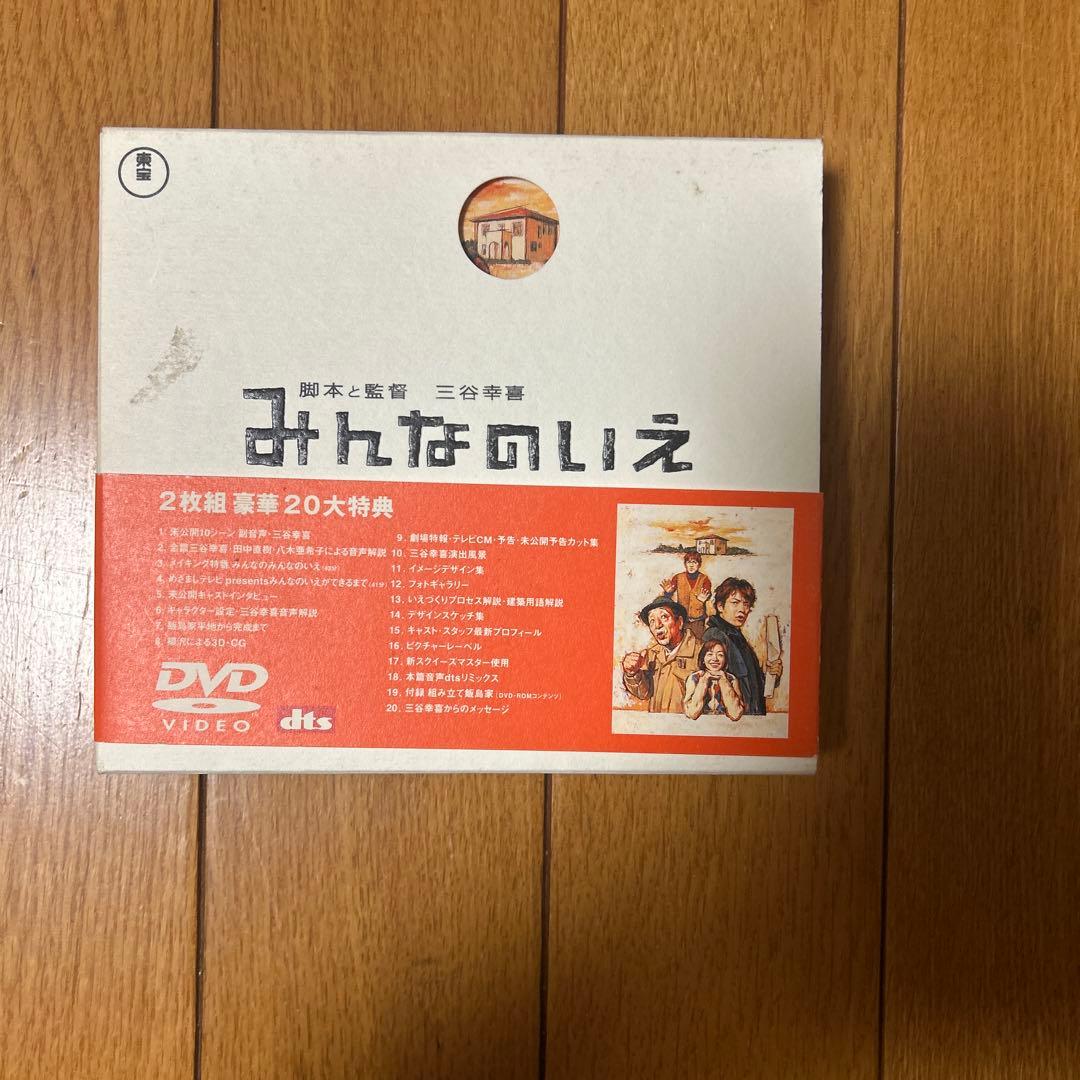 東宝
脚本と監督 三谷幸喜
みんなのいえ
2枚組 豪華20大特典
1. 未公開10シーン 副音声・三谷幸喜
2. 全篇三谷幸喜・田中直樹・八木亜希子による音声解説
3. メイキング特番 みんなのみんなのいえ
4. めざましテレビ presentsみんなのいえができるまで(41分)
5. 未公開キャストインタビュー
6. キャラクター設定・三谷幸喜音声解説
7. 飯島家平地から完成まで
8. 柳沢による3D・CG
DVD
VIDEO
dts
9. 劇場特報・テレビCM・予告・未公開予告カット集
10. 三谷幸喜演出風景
11. イメージデザイン集
12. フォトギャラリー
13. いえづくりプロセス解説・建築用語解説
14. デザインスケッチ集
15. キャスト・スタッフ最新プロフィール
16. ピクチャーレーベル
17. 新スクイーズマスター使用
18. 本篇音声dtsリミックス
19. 付録 組み立て飯島家 [DVD-ROMコンテンツ]
20. 三谷幸喜からのメッセージ